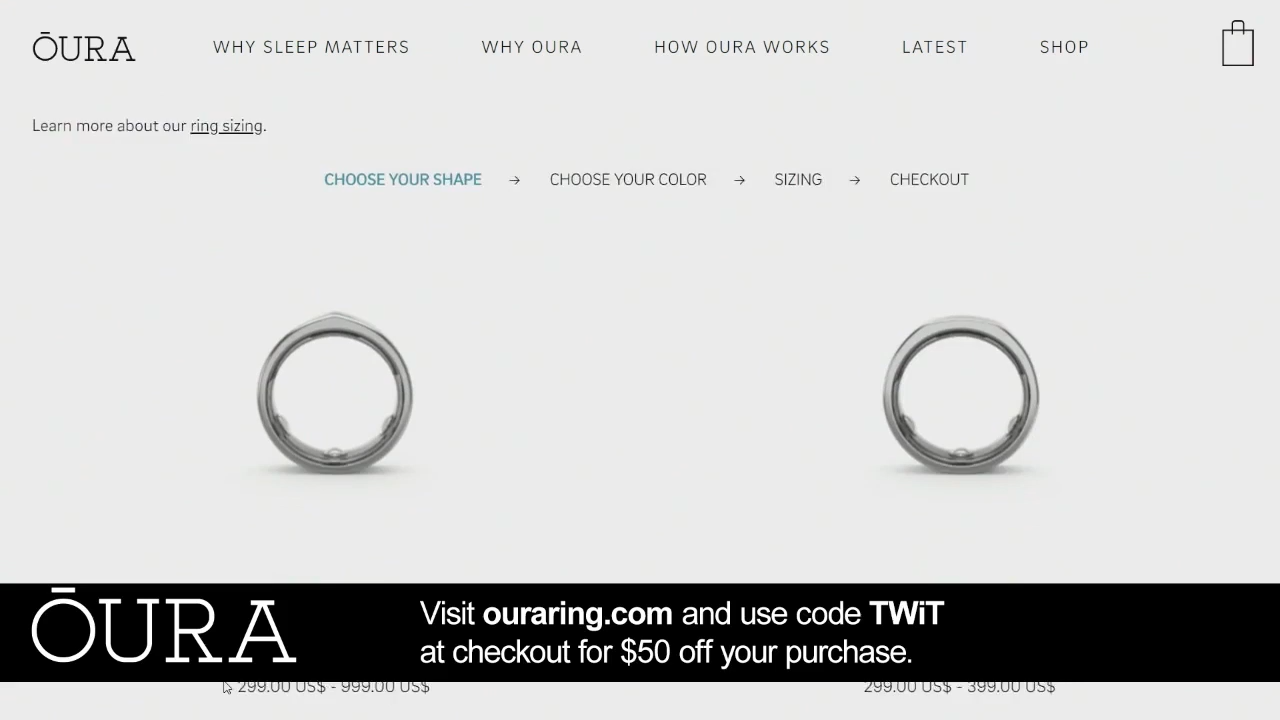 ŌURA
WHY SLEEP MATTERS
WHY OURA
HOW OURA WORKS
LATEST
SHOP
Learn more about our ring sizing.
CHOOSE YOUR SHAPE → CHOOSE YOUR COLOR → SIZING → CHECKOUT
ŌURA
Visit ouraring.com and use code TWiT
at checkout for $50 off your purchase.
299.00 US$ - 999.00 US$
299.00 US$ - 399.00 US$